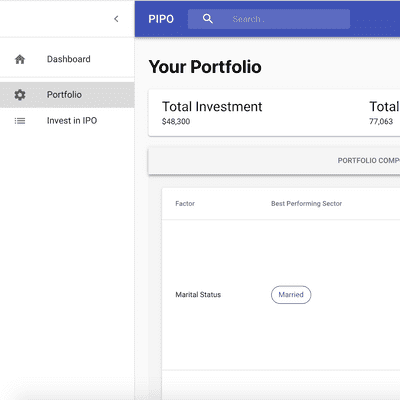 PIPO
Search...
Dashboard
Portfolio
Invest in IPO
Your Portfolio
Total Investment
$48,300
Total
77,063
PORTFOLIO COMP
Factor
Best Performing Sector
Marital Status
Married